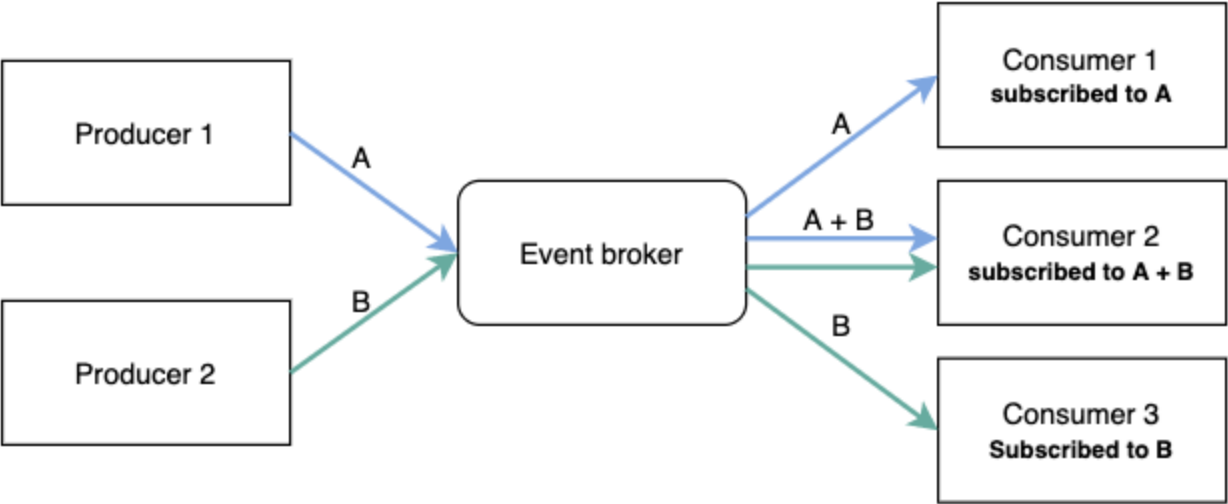 Producer 1
A
Producer 2
B
Event broker
A
A + B
B
Consumer 1
subscribed to A
Consumer 2
subscribed to A + B
Consumer 3
Subscribed to B